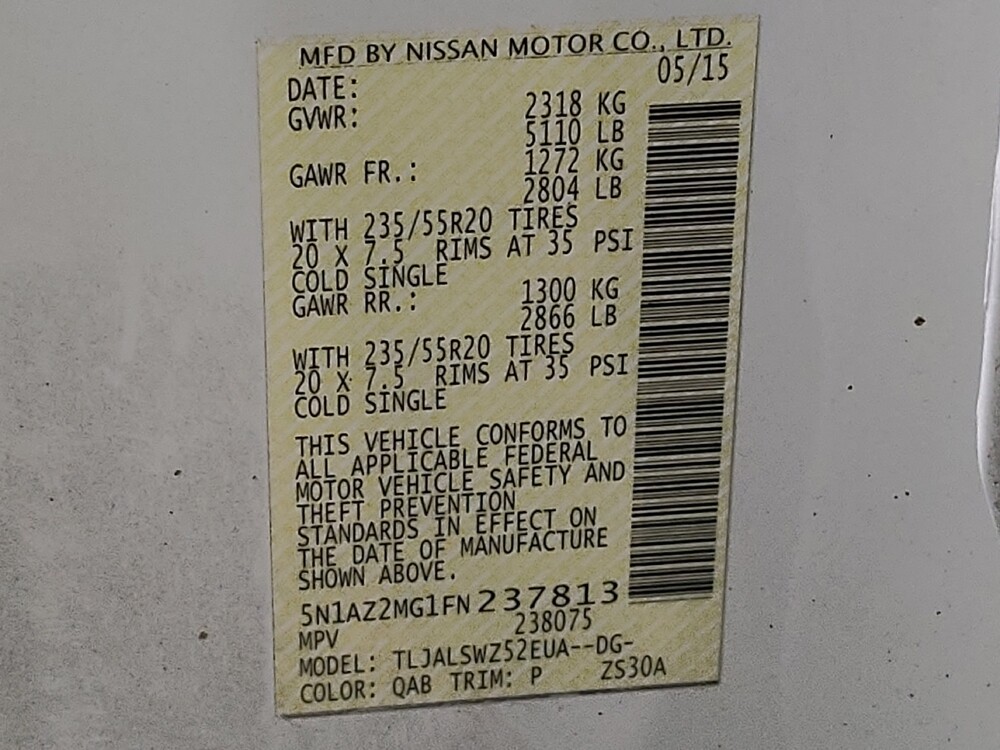 MFD BY NISSAN MOTOR CO., LTD.
DATE: 05/15
GVWR: 2318 KG
5110 LB
GAWR FR.: 1272 KG
2804 LB
WITH 235/55R20 TIRES
20 X 7.5 RIMS AT 35 PSI
COLD SINGLE
GAWR RR.: 1300 KG
2866 LB
WITH 235/55R20 TIRES
20 X 7.5 RIMS AT 35 PSI
COLD SINGLE
THIS VEHICLE CONFORMS TO
ALL APPLICABLE FEDERAL
MOTOR VEHICLE SAFETY AND
THEFT PREVENTION
STANDARDS IN EFFECT ON
THE DATE OF MANUFACTURE
SHOWN ABOVE.
5N1AZ2MG1FN237813
MPV 238075
MODEL: TLJALSWZ52EUA--DG-
COLOR: QAB TRIM: P ZS30A